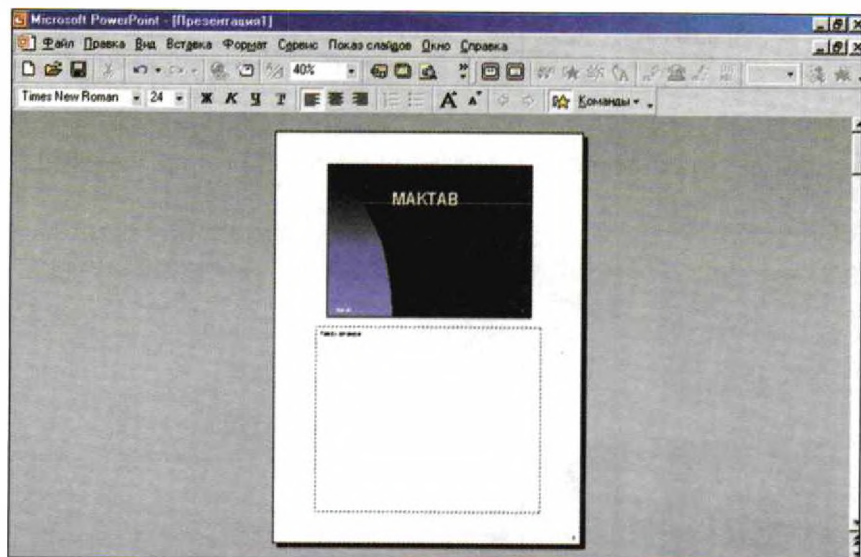 Microsoft PowerPoint - [Презентация1]
Файл Правка Вид Вставка Формат Сервис Показ слайдов Окно Справка
40%
Times New Roman 24 Ж К Ч Т А А Команды
МАКТАВ